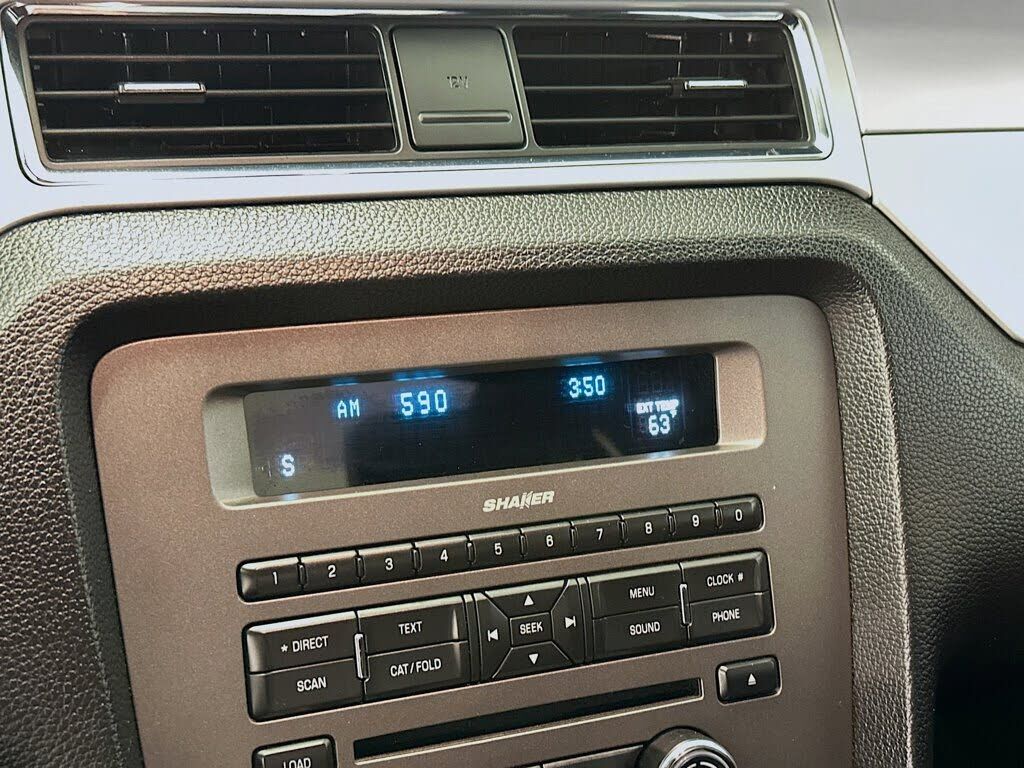 12V
AM 590 3:50
EXT TEMP
63°F
S
SHAKER
1 2 3 4 5 6 7 8 9 0
* DIRECT TEXT SEEK MENU CLOCK #
SCAN CAT/FOLD SOUND PHONE
LOAD